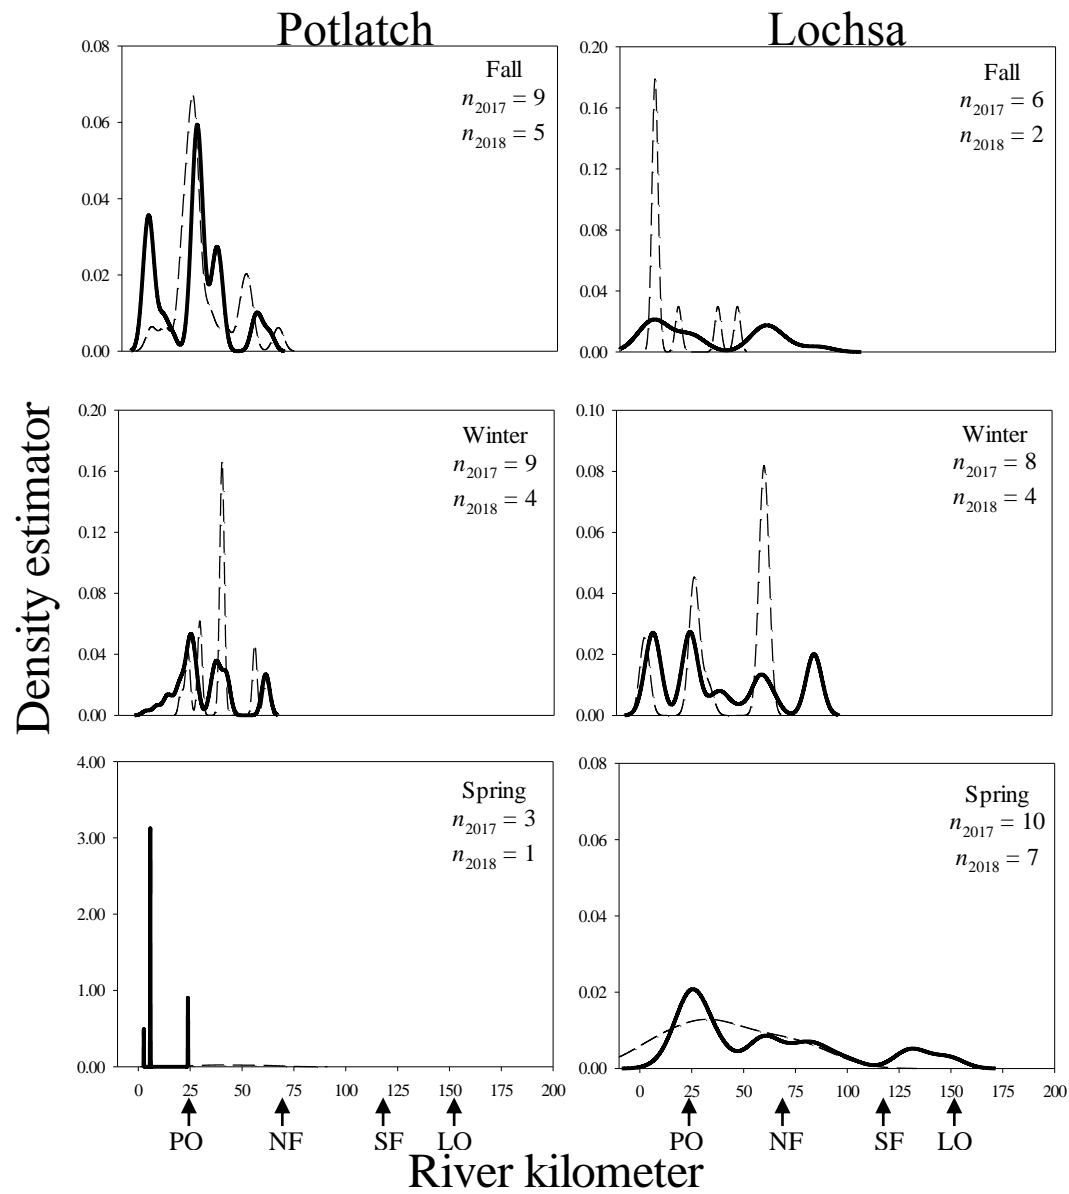 Potlatch
Lochsa
0.08
0.06
0.04
0.02
0.00
Fall
n2017 = 9
n2018 = 5
0.20
0.16
0.12
0.08
0.04
0.00
Fall
n2017 = 6
n2018 = 2
Density estimator
0.20
0.16
0.12
0.08
0.04
0.00
Winter
n2017 = 9
n2018 = 4
0.10
0.08
0.06
0.04
0.02
0.00
Winter
n2017 = 8
n2018 = 4
4.00
3.00
2.00
1.00
0.00
Spring
n2017 = 3
n2018 = 1
0.08
0.06
0.04
0.02
0.00
Spring
n2017 = 10
n2018 = 7
0 25 50 75 100 125 150 175 200
0 25 50 75 100 125 150 175 200
PO NF SF LO
PO NF SF LO
River kilometer